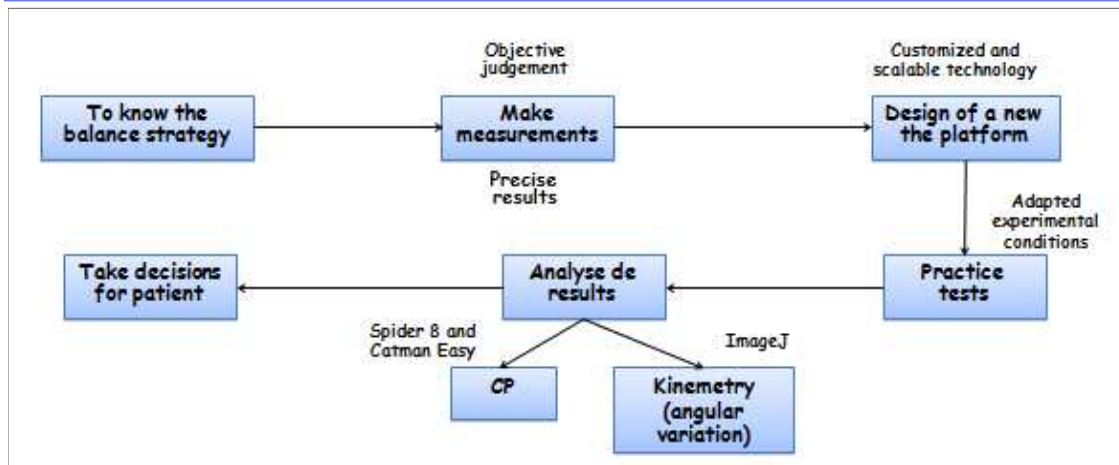 Objective
judgement
Customized and
scalable technology
To know the
balance strategy
Make
measurements
Design of a new
the platform
Precise
results
Adapted
experimental
conditions
Take decisions
for patient
Analyse de
results
Practice
tests
Spider 8 and
Catman Easy
ImageJ
CP
Kinemetry
(angular
variation)